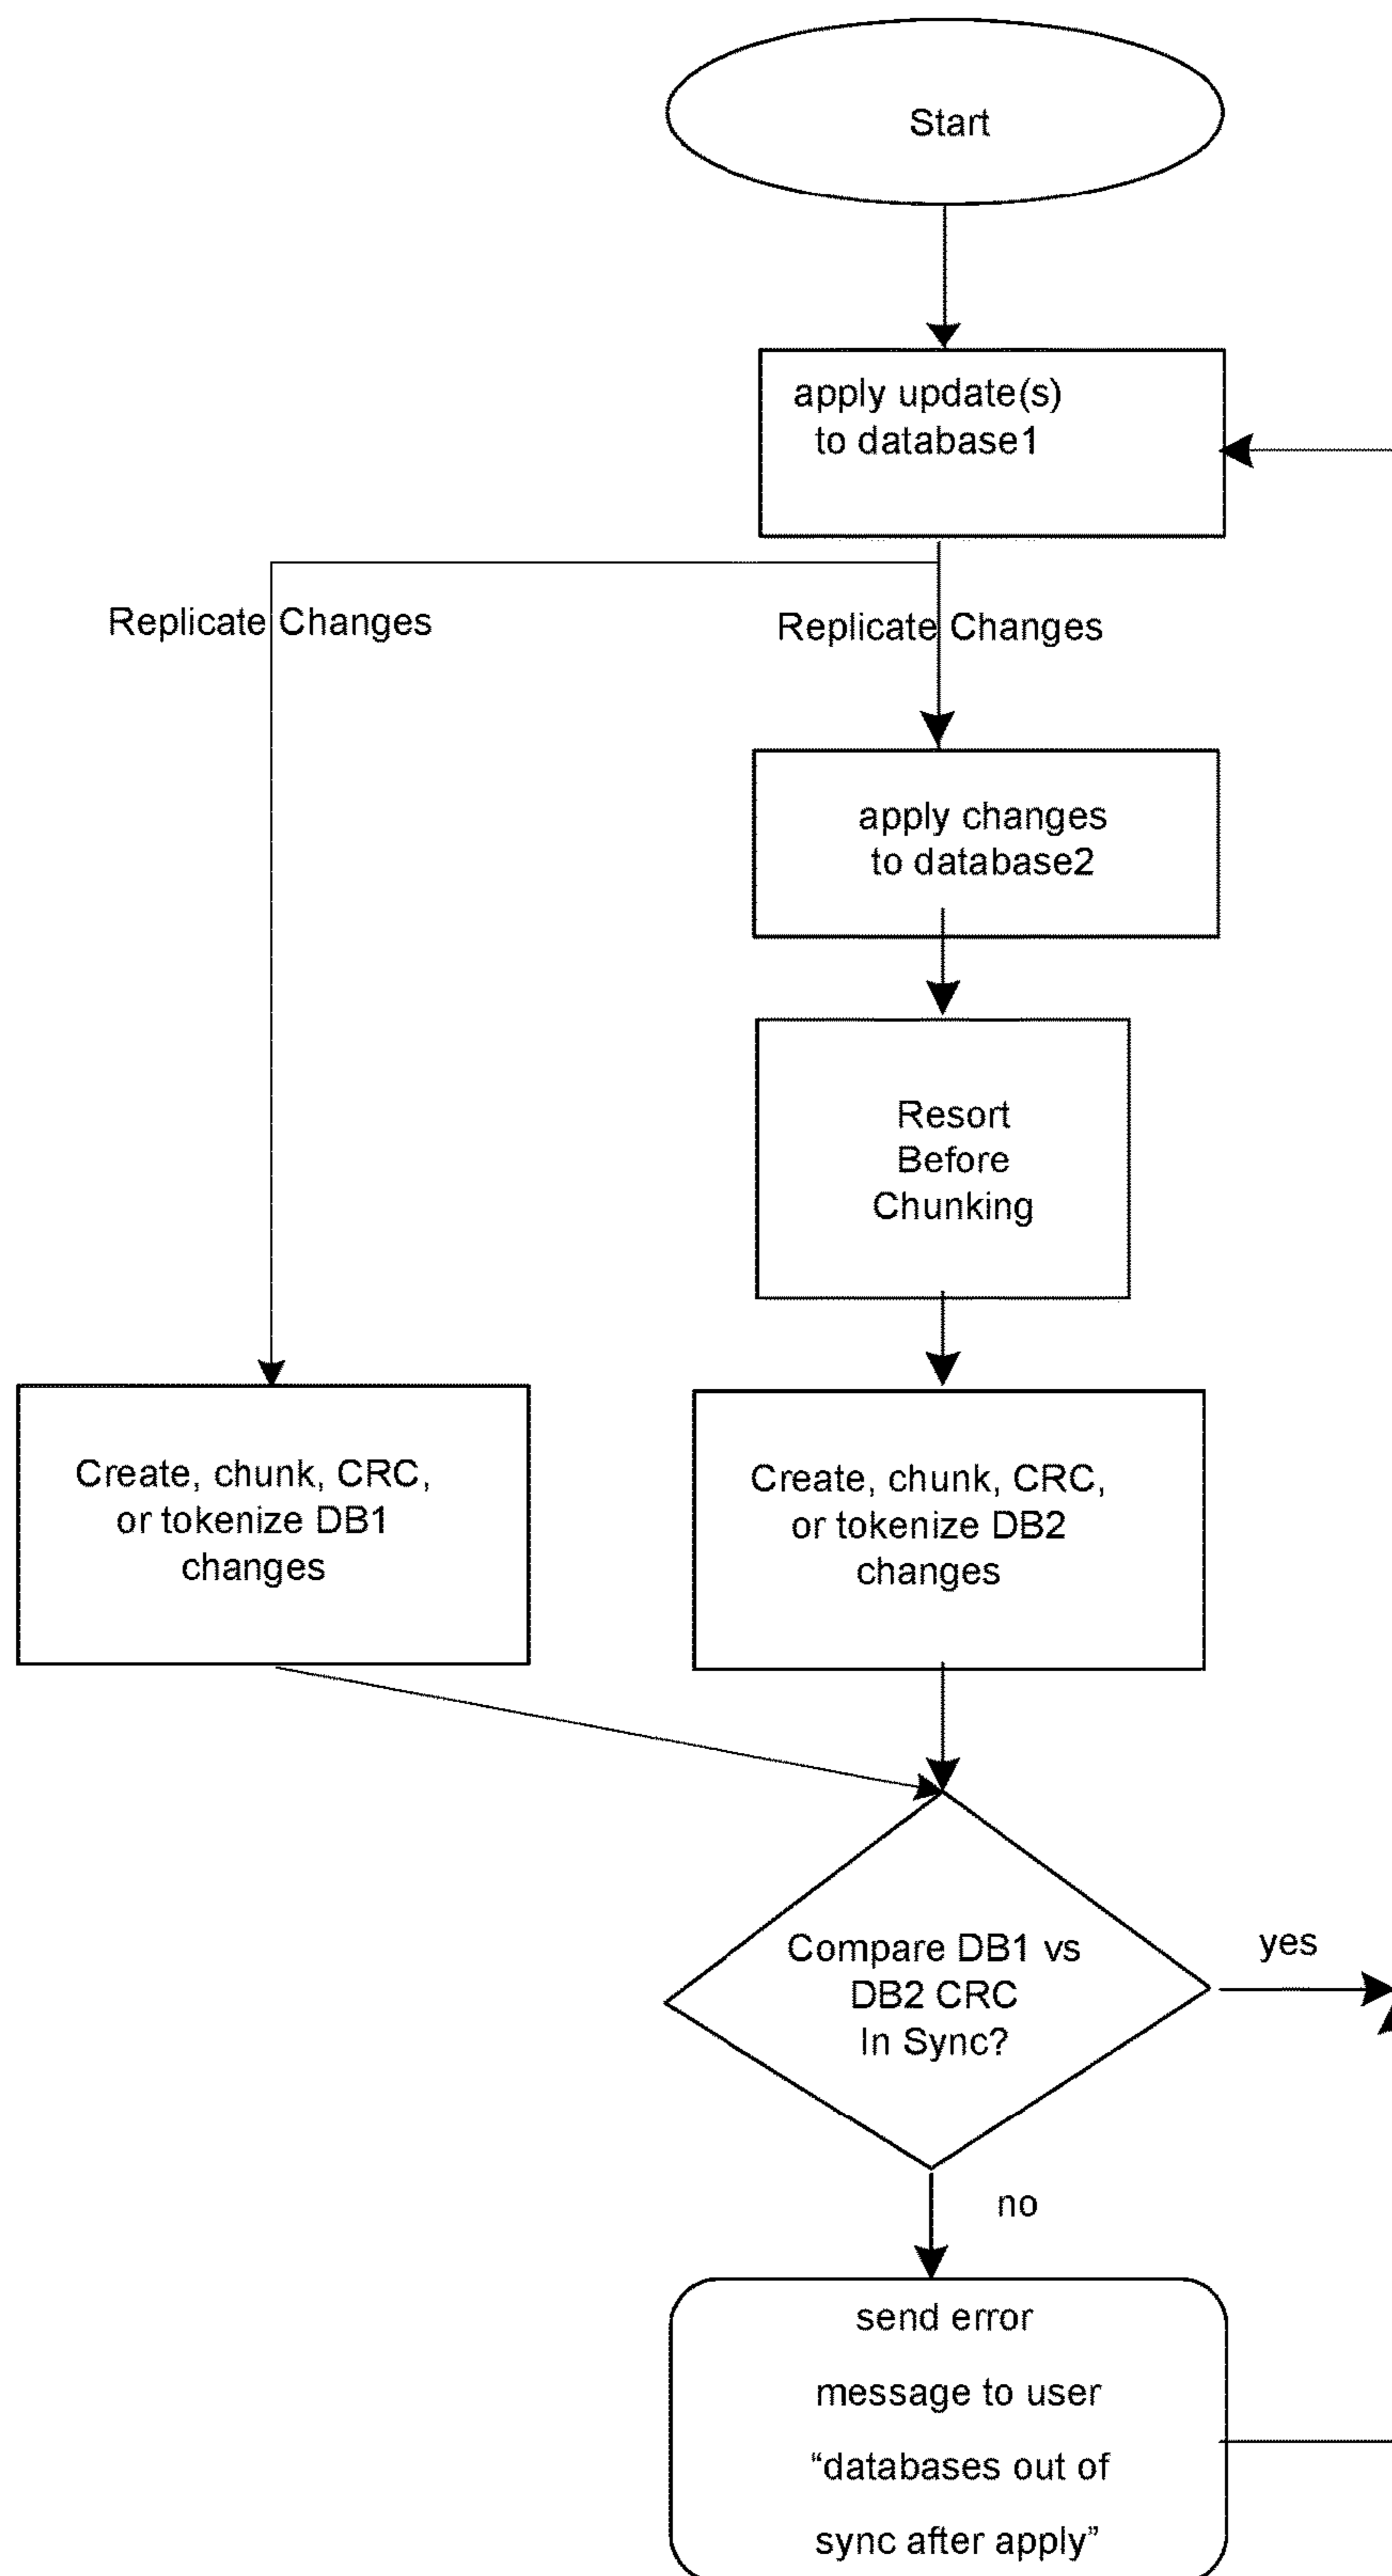 Start
apply update(s)
to database1
Replicate Changes
Replicate Changes
apply changes
to database2
Resort
Before
Chunking
Create, chunk, CRC,
or tokenize DB1
changes
Create, chunk, CRC,
or tokenize DB2
changes
Compare DB1 vs
DB2 CRC
In Sync?
yes
no
send error
message to user
“databases out of
sync after apply”